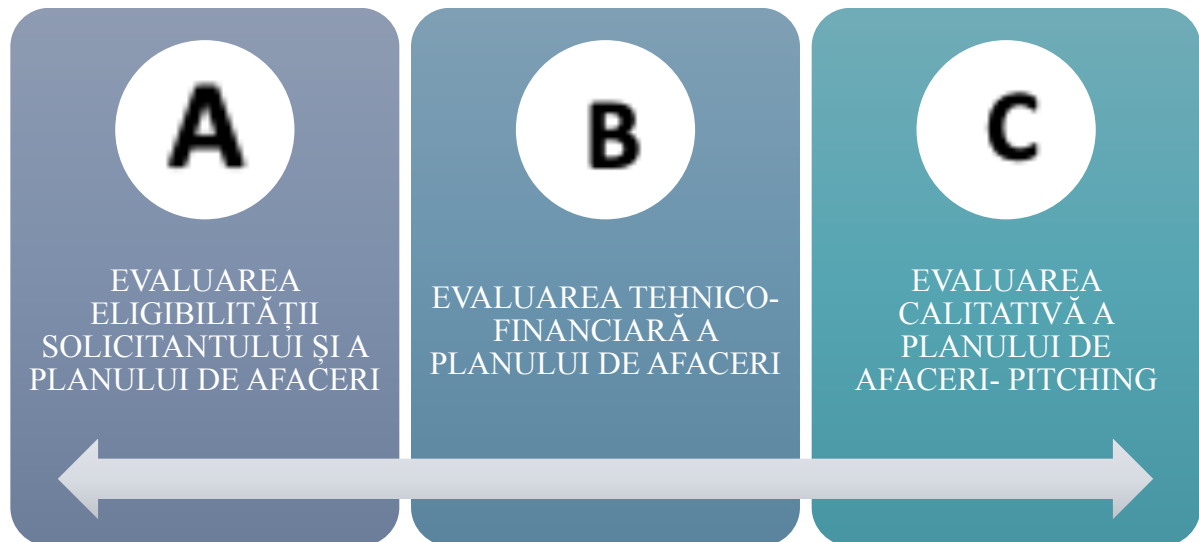 A
EVALUAREA
ELIGIBILITĂȚII
SOLICITANTULUI ȘI A
PLANULUI DE AFACERI
B
EVALUAREA TEHNICO-
FINANCIARĂ A
PLANULUI DE AFACERI
C
EVALUAREA
CALITATIVĂ A
PLANULUI DE
AFACERI- PITCHING